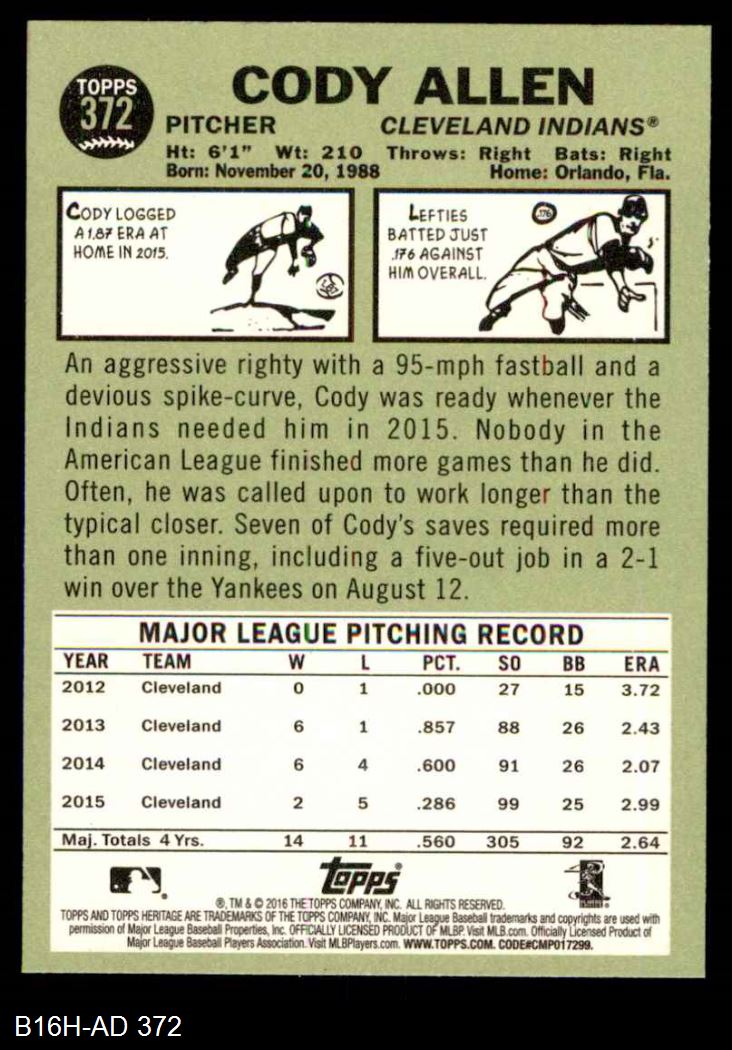 TOPPS
372
CODY ALLEN
PITCHER CLEVELAND INDIANS®
Ht: 6'1" Wt: 210 Throws: Right Bats: Right
Born: November 20, 1988 Home: Orlando, Fla.
CODY LOGGED
A 1.87 ERA AT
HOME IN 2015.
LEFTIES
BATTED JUST
.176 AGAINST
HIM OVERALL.
.176
An aggressive righty with a 95-mph fastball and a
devious spike-curve, Cody was ready whenever the
Indians needed him in 2015. Nobody in the
American League finished more games than he did.
Often, he was called upon to work longer than the
typical closer. Seven of Cody's saves required more
than one inning, including a five-out job in a 2-1
win over the Yankees on August 12.
MAJOR LEAGUE PITCHING RECORD
YEAR TEAM W L PCT. SO BB ERA
2012 Cleveland 0 1 .000 27 15 3.72
2013 Cleveland 6 1 .857 88 26 2.43
2014 Cleveland 6 4 .600 91 26 2.07
2015 Cleveland 2 5 .286 99 25 2.99
Maj. Totals 4 Yrs. 14 11 .560 305 92 2.64
topps®
®, TM & © 2016 THE TOPPS COMPANY, INC. ALL RIGHTS RESERVED.
TOPPS AND TOPPS HERITAGE ARE TRADEMARKS OF THE TOPPS COMPANY, INC. Major League Baseball trademarks and copyrights are used with
permission of Major League Baseball Properties, Inc. OFFICIALLY LICENSED PRODUCT OF MLBP. Visit MLB.com. Officially Licensed Product of
Major League Baseball Players Association. Visit MLBPlayers.com. WWW.TOPPS.COM. CODE#CMP017299.
B16H-AD 372